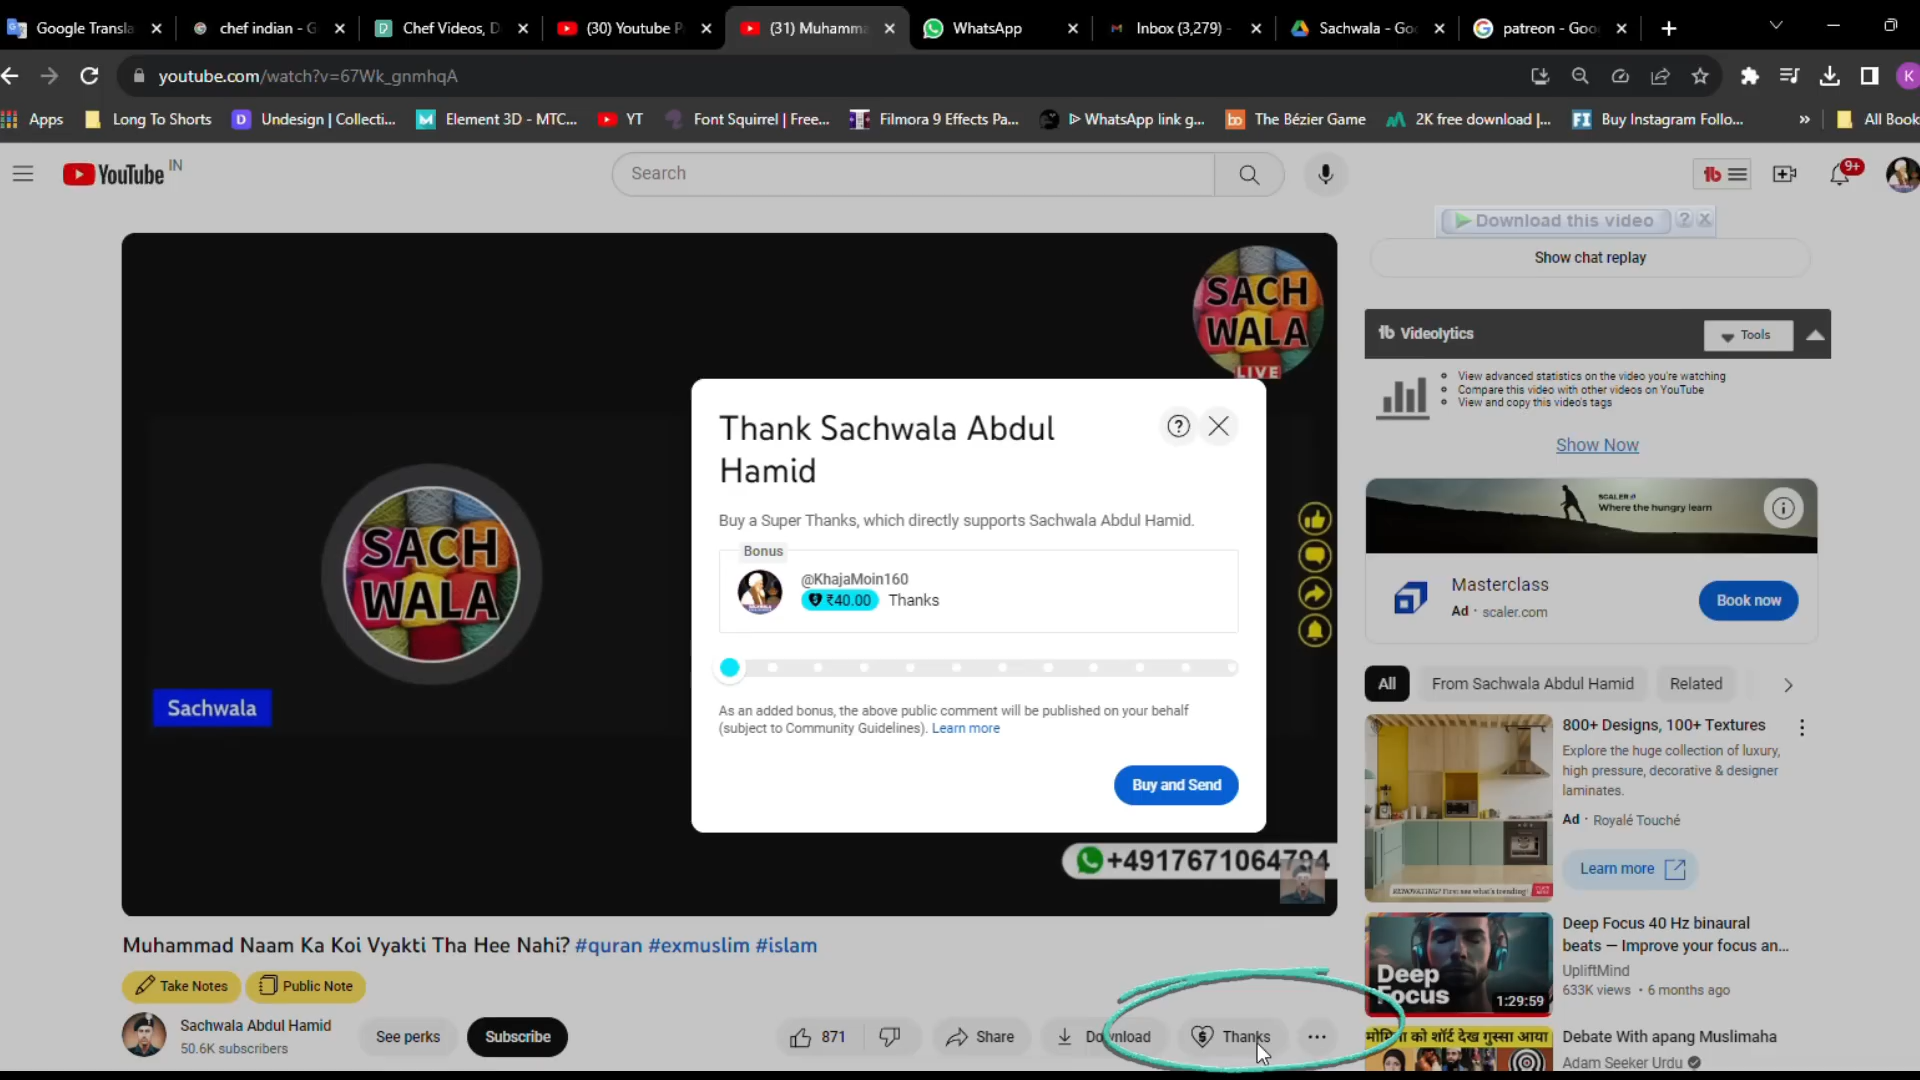 Google Transla
chef indian - G
Chef Videos, D
(30) Youtube P
(31) Muhamma
WhatsApp
Inbox (3,279) -
Sachwala - Goo
patreon - Goo
youtube.com/watch?v=67Wk_gnmhqA
K
Apps
Long To Shorts
Undesign | Collecti...
Element 3D - MTC...
YT
Font Squirrel | Free...
Filmora 9 Effects Pa...
WhatsApp link g...
The Bézier Game
2K free download |...
Buy Instagram Follo...
»
All Book
YouTube IN
Search
9+
Download this video
Show chat replay
SACH
WALA
LIVE
Videolytics
Tools
View advanced statistics on the video you're watching
Compare this video with other videos on YouTube
View and copy this video's tags
Show Now
Thank Sachwala Abdul
Hamid
Buy a Super Thanks, which directly supports Sachwala Abdul Hamid.
Bonus
@KhajaMoin160
₹40.00 Thanks
As an added bonus, the above public comment will be published on your behalf
(subject to Community Guidelines). Learn more
Buy and Send
SACH
WALA
Sachwala
+4917671064794
SCALER
Where the hungry learn
Masterclass
Ad · scaler.com
Book now
All
From Sachwala Abdul Hamid
Related
800+ Designs, 100+ Textures
Explore the huge collection of luxury,
high pressure, decorative & designer
laminates.
Ad · Royalé Touché
Learn more
RENOVATING? First see what's trending!
Muhammad Naam Ka Koi Vyakti Tha Hee Nahi? #quran #exmuslim #islam
Take Notes
Public Note
Sachwala Abdul Hamid
50.6K subscribers
See perks
Subscribe
871
Share
Download
Thanks
Deep
Focus
1:29:59
Deep Focus 40 Hz binaural
beats — Improve your focus an...
UpliftMind
633K views • 6 months ago
को शॉर्ट देख गुस्सा आया
Debate With apang Muslimaha
Adam Seeker Urdu